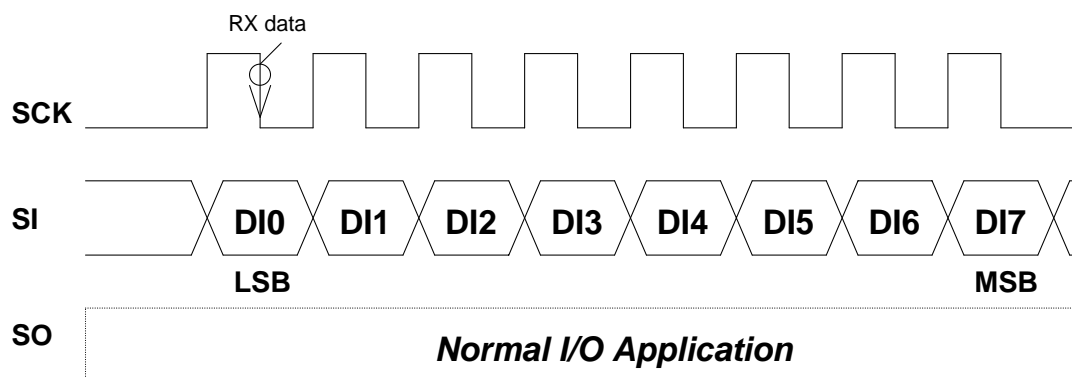 RX data
SCK
SI DI0 DI1 DI2 DI3 DI4 DI5 DI6 DI7
LSB MSB
SO Normal I/O Application